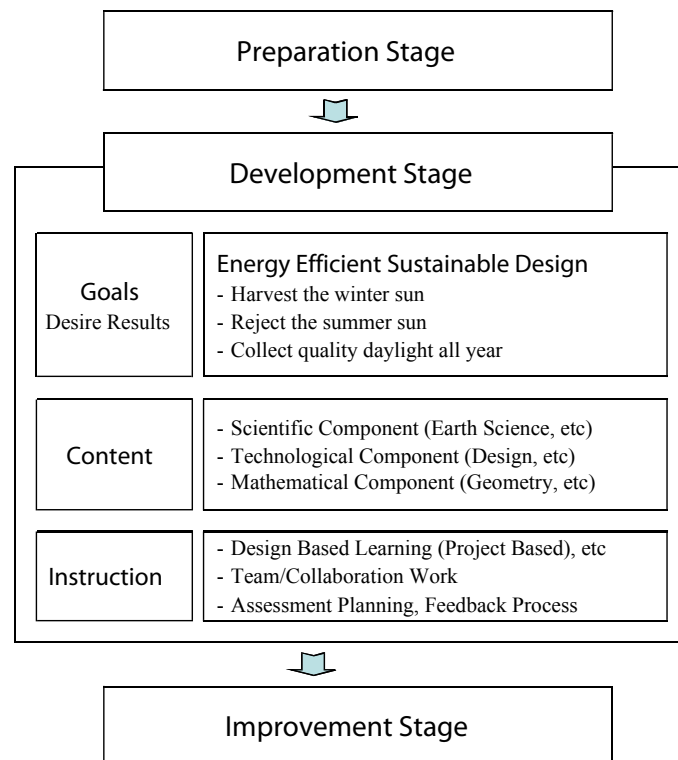 Preparation Stage
Development Stage
Goals
Desire Results
Energy Efficient Sustainable Design
- Harvest the winter sun
- Reject the summer sun
- Collect quality daylight all year
Content
- Scientific Component (Earth Science, etc)
- Technological Component (Design, etc)
- Mathematical Component (Geometry, etc)
Instruction
- Design Based Learning (Project Based), etc
- Team/Collaboration Work
- Assessment Planning, Feedback Process
Improvement Stage